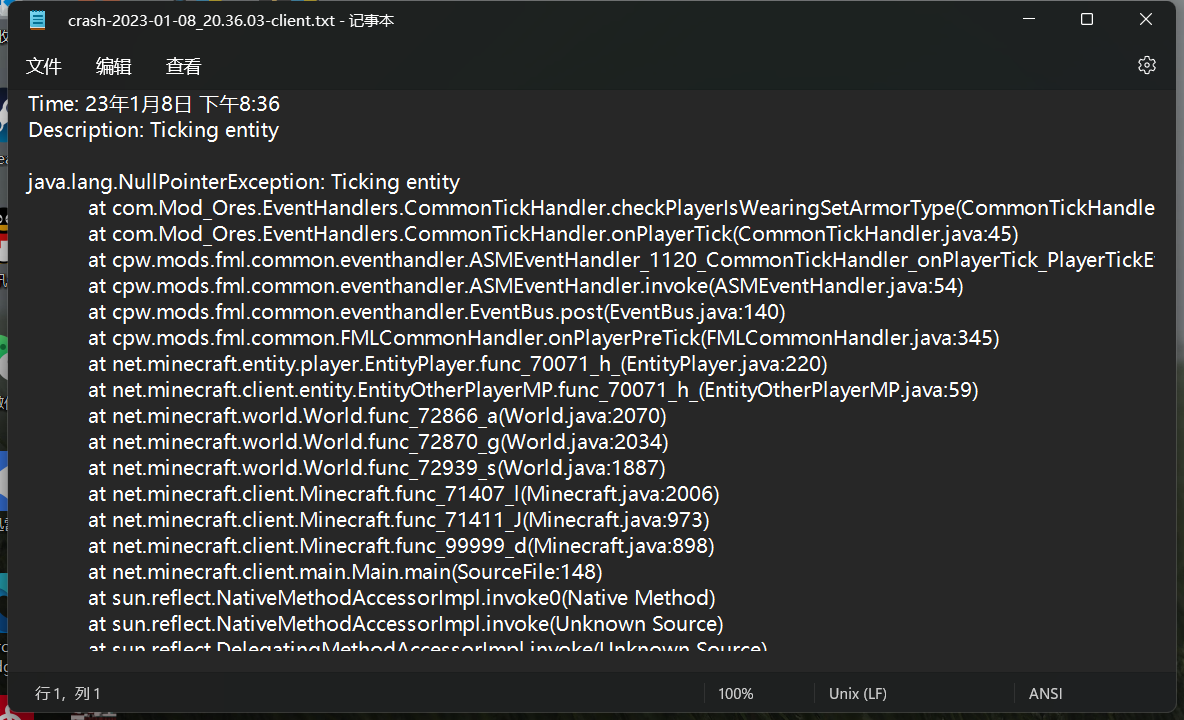 crash-2023-01-08_20.36.03-client.txt - 记事本
文件 编辑 查看
Time: 23年1月8日 下午8:36
Description: Ticking entity
java.lang.NullPointerException: Ticking entity
at com.Mod_Ores.EventHandlers.CommonTickHandler.checkPlayerIsWearingSetArmorType(CommonTickHandle
at com.Mod_Ores.EventHandlers.CommonTickHandler.onPlayerTick(CommonTickHandler.java:45)
at cpw.mods.fml.common.eventhandler.ASMEventHandler_1120_CommonTickHandler_onPlayerTick_PlayerTickE
at cpw.mods.fml.common.eventhandler.ASMEventHandler.invoke(ASMEventHandler.java:54)
at cpw.mods.fml.common.eventhandler.EventBus.post(EventBus.java:140)
at cpw.mods.fml.common.FMLCommonHandler.onPlayerPreTick(FMLCommonHandler.java:345)
at net.minecraft.entity.player.EntityPlayer.func_70071_h_(EntityPlayer.java:220)
at net.minecraft.client.entity.EntityOtherPlayerMP.func_70071_h_(EntityOtherPlayerMP.java:59)
at net.minecraft.world.World.func_72866_a(World.java:2070)
at net.minecraft.world.World.func_72870_g(World.java:2034)
at net.minecraft.world.World.func_72939_s(World.java:1887)
at net.minecraft.client.Minecraft.func_71407_l(Minecraft.java:2006)
at net.minecraft.client.Minecraft.func_71411_J(Minecraft.java:973)
at net.minecraft.client.Minecraft.func_99999_d(Minecraft.java:898)
at net.minecraft.client.main.Main.main(SourceFile:148)
at sun.reflect.NativeMethodAccessorImpl.invoke0(Native Method)
at sun.reflect.NativeMethodAccessorImpl.invoke(Unknown Source)
at sun.reflect.DelegatingMethodAccessorImpl.invoke(Unknown Source)
行 1，列 1 100% Unix (LF) ANSI